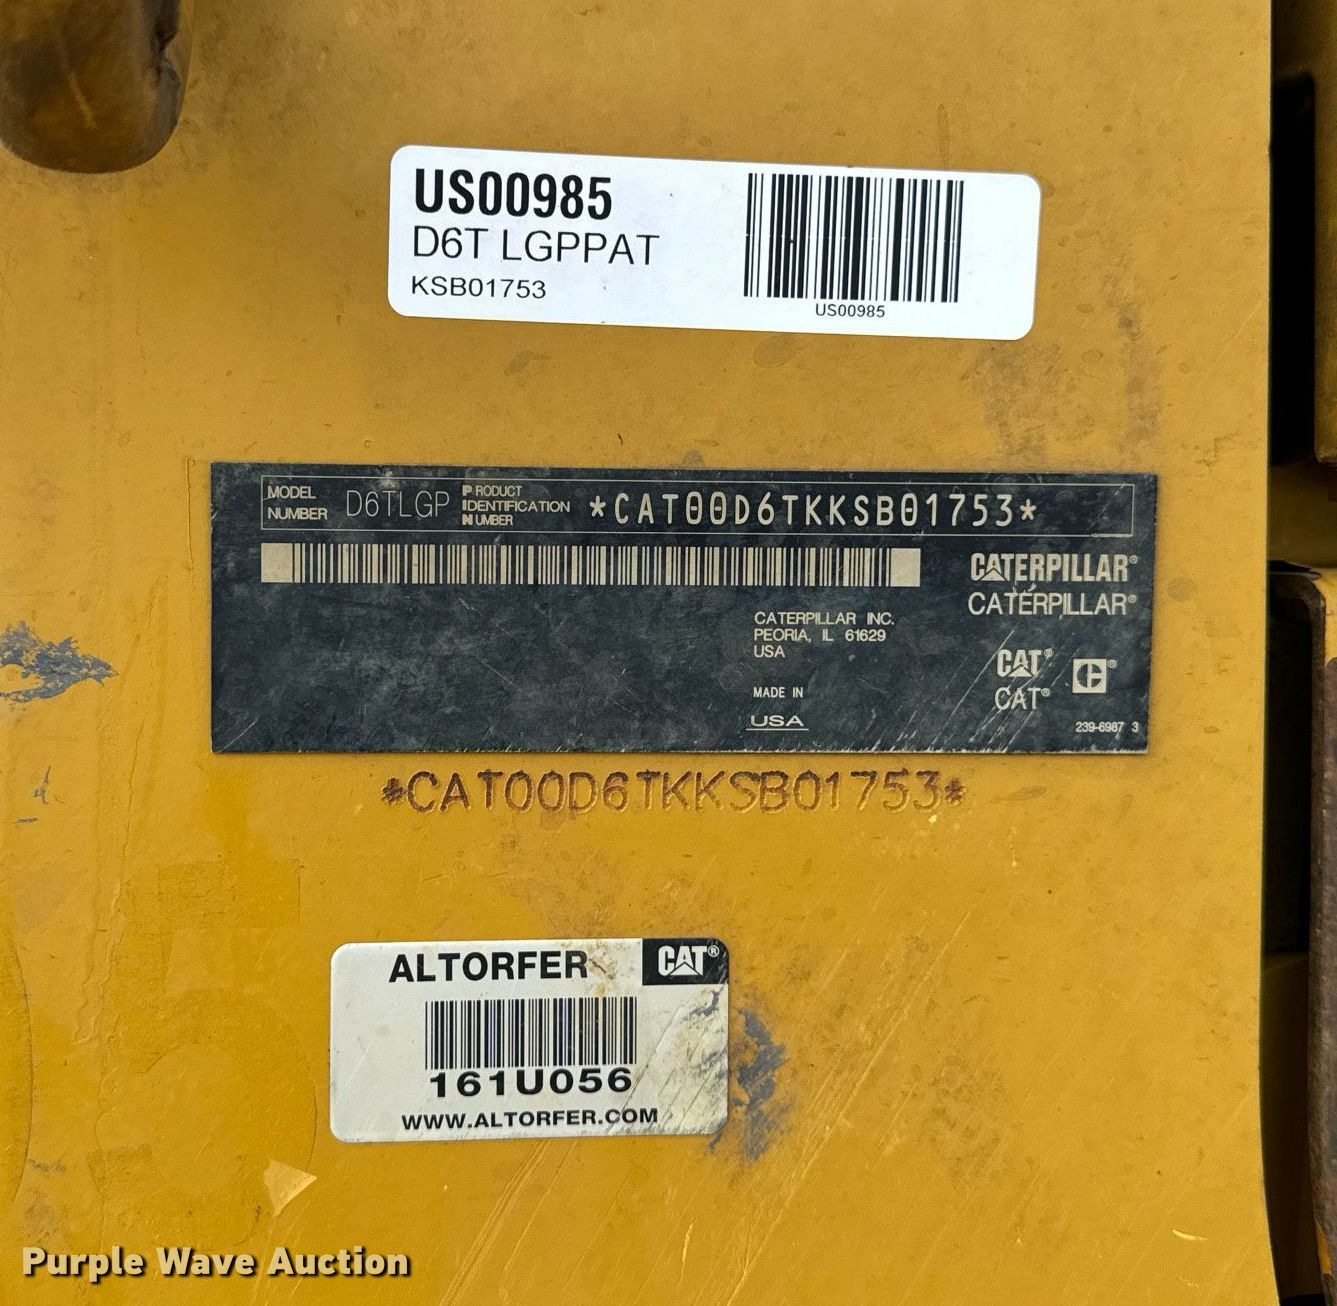 US00985
D6T LGPPAT
KSB01753
US00985
MODEL NUMBER D6TLGP PRODUCT IDENTIFICATION NUMBER *CAT00D6TKKSB01753*
CATERPILLAR®
CATERPILLAR®
CATERPILLAR INC.
PEORIA, IL 61629
USA
CAT®
CAT®
MADE IN
USA
239-6987 3
*CAT00D6TKKSB01753*
ALTORFER CAT®
161U056
WWW.ALTORFER.COM
Purple Wave Auction